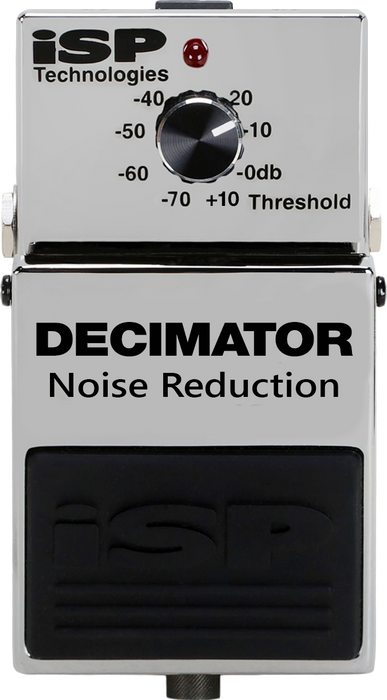 iSP
Technologies
-40 20
-50 -10
-60 -0db
-70 +10 Threshold
DECIMATOR
Noise Reduction
iSP